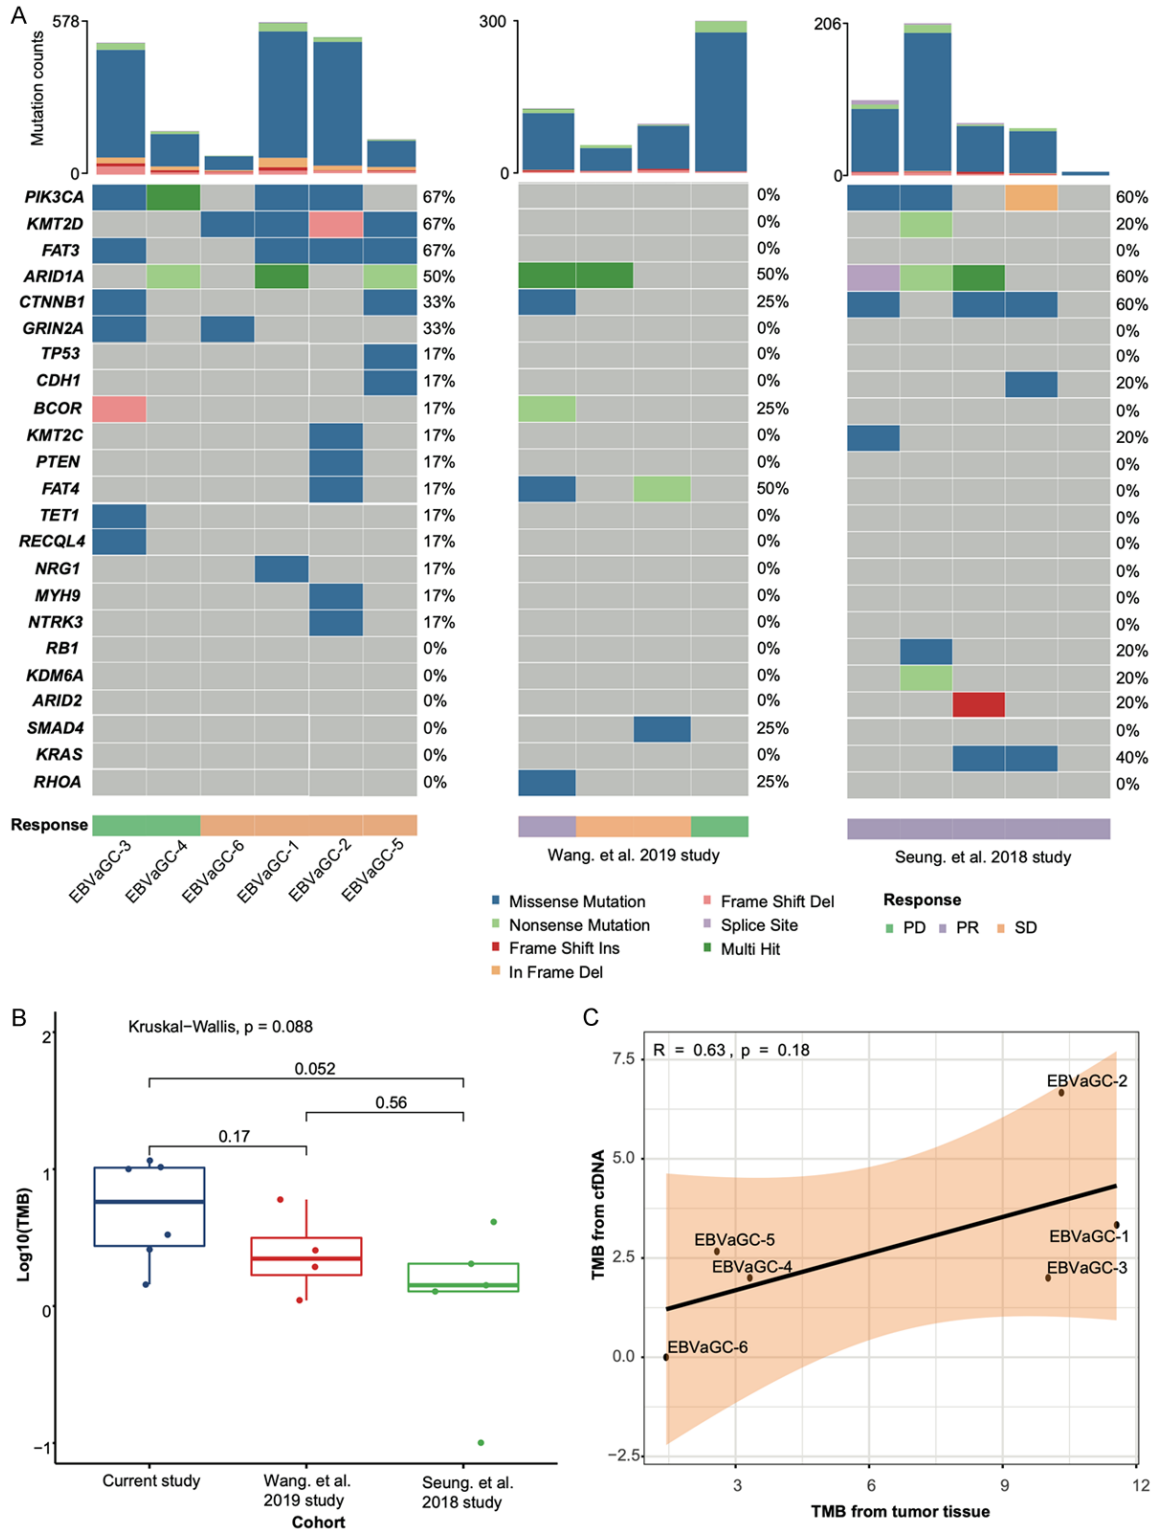 A
578
0
Mutation counts
300
0
206
0
PIK3CA 67% 0% 60%
KMT2D 67% 0% 20%
FAT3 67% 0% 0%
ARID1A 50% 50% 60%
CTNNB1 33% 25% 60%
GRIN2A 33% 0% 0%
TP53 17% 0% 0%
CDH1 17% 0% 20%
BCOR 17% 25% 0%
KMT2C 17% 0% 20%
PTEN 17% 0% 0%
FAT4 17% 50% 0%
TET1 17% 0% 0%
RECQL4 17% 0% 0%
NRG1 17% 0% 0%
MYH9 17% 0% 0%
NTRK3 17% 0% 0%
RB1 0% 0% 20%
KDM6A 0% 0% 20%
ARID2 0% 0% 20%
SMAD4 0% 25% 0%
KRAS 0% 0% 40%
RHOA 0% 25% 0%
Response
EBVaGC-3 EBVaGC-4 EBVaGC-6 EBVaGC-1 EBVaGC-2 EBVaGC-5
Wang. et al. 2019 study
Seung. et al. 2018 study
Missense Mutation
Nonsense Mutation
Frame Shift Ins
In Frame Del
Frame Shift Del
Splice Site
Multi Hit
Response
PD PR SD
B
Kruskal−Wallis, p = 0.088
0.052
0.56
0.17
2
1
0
−1
Log10(TMB)
Current study
Wang. et al.
2019 study
Seung. et al.
2018 study
Cohort
C
R = 0.63, p = 0.18
EBVaGC-2
EBVaGC-1
EBVaGC-5
EBVaGC-4
EBVaGC-3
EBVaGC-6
7.5
5.0
2.5
0.0
−2.5
TMB from cfDNA
3 6 9 12
TMB from tumor tissue